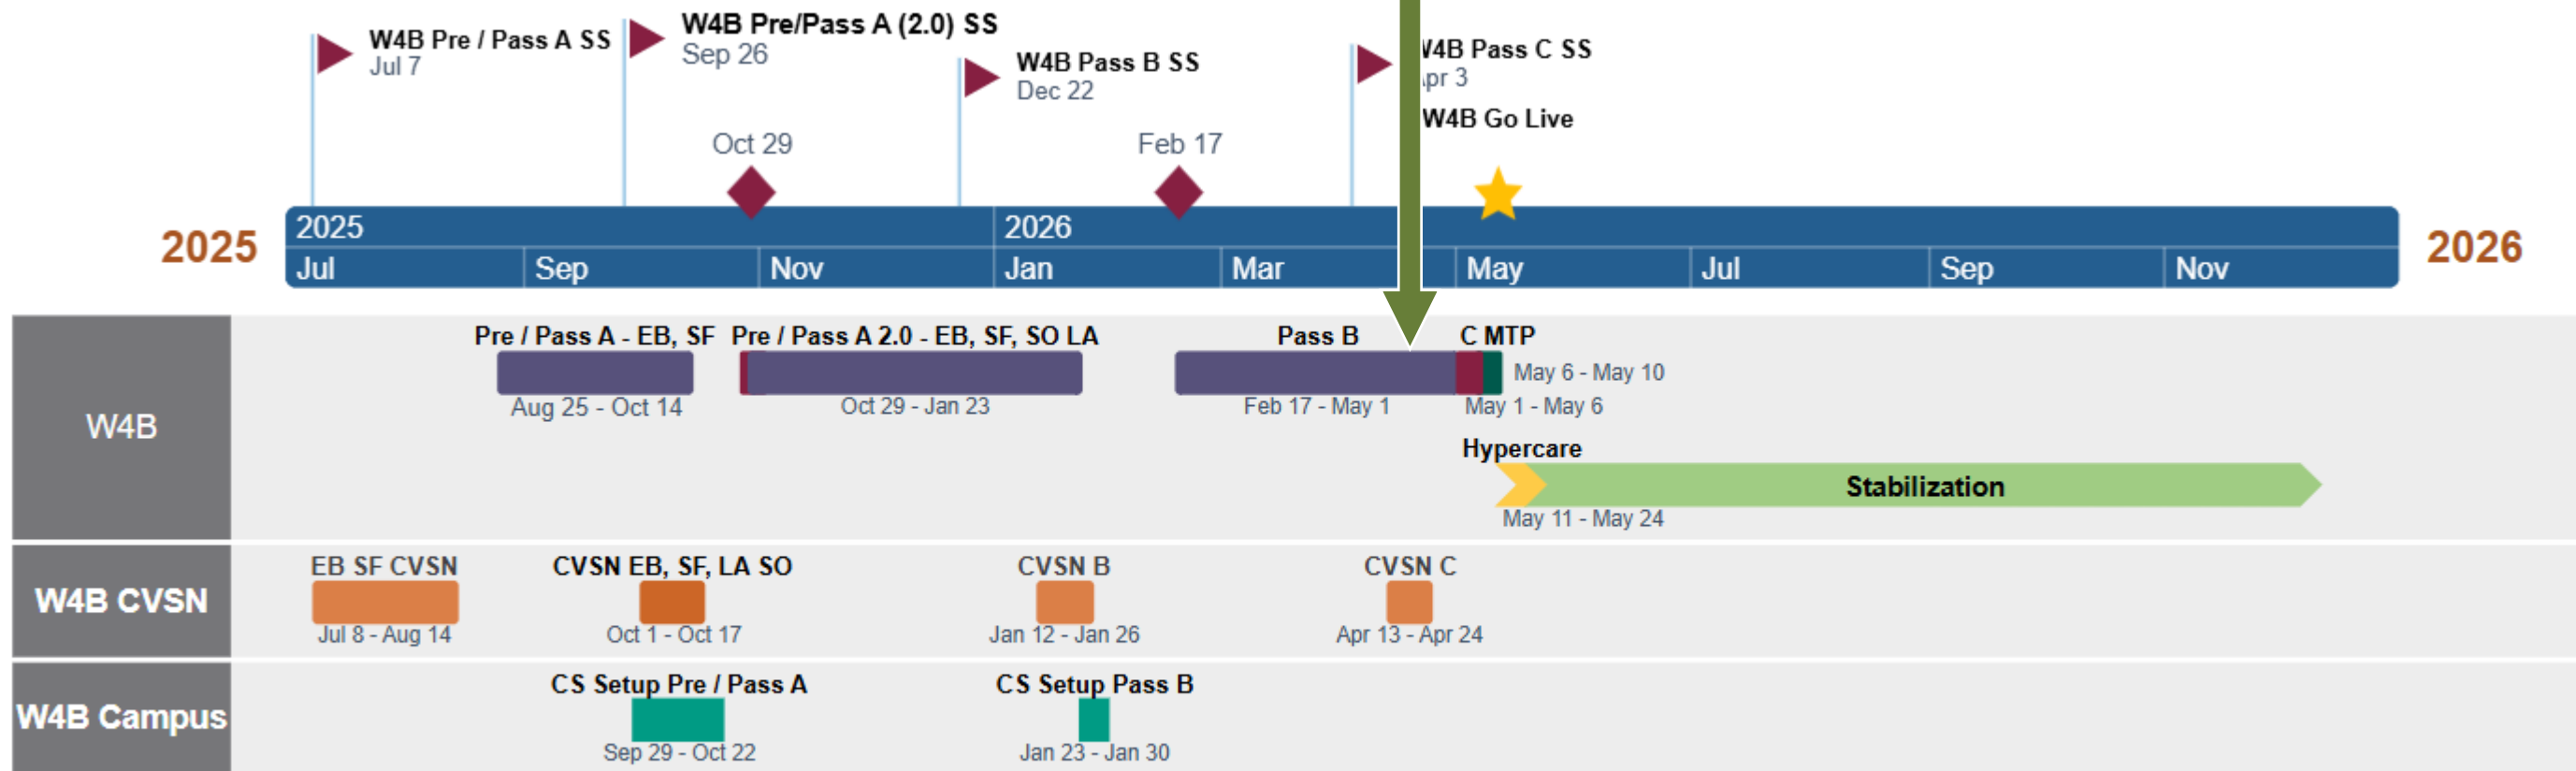 W4B Pre / Pass A SS
Jul 7
W4B Pre/Pass A (2.0) SS
Sep 26
W4B Pass B SS
Dec 22
W4B Pass C SS
Apr 3
W4B Go Live
Oct 29
Feb 17
2025
2025
2026
2026
Jul
Sep
Nov
Jan
Mar
May
Jul
Sep
Nov
W4B
Pre / Pass A - EB, SF
Aug 25 - Oct 14
Pre / Pass A 2.0 - EB, SF, SO LA
Oct 29 - Jan 23
Pass B
Feb 17 - May 1
C MTP
May 6 - May 10
May 1 - May 6
Hypercare
Stabilization
May 11 - May 24
W4B CVSN
EB SF CVSN
Jul 8 - Aug 14
CVSN EB, SF, LA SO
Oct 1 - Oct 17
CVSN B
Jan 12 - Jan 26
CVSN C
Apr 13 - Apr 24
W4B Campus
CS Setup Pre / Pass A
Sep 29 - Oct 22
CS Setup Pass B
Jan 23 - Jan 30